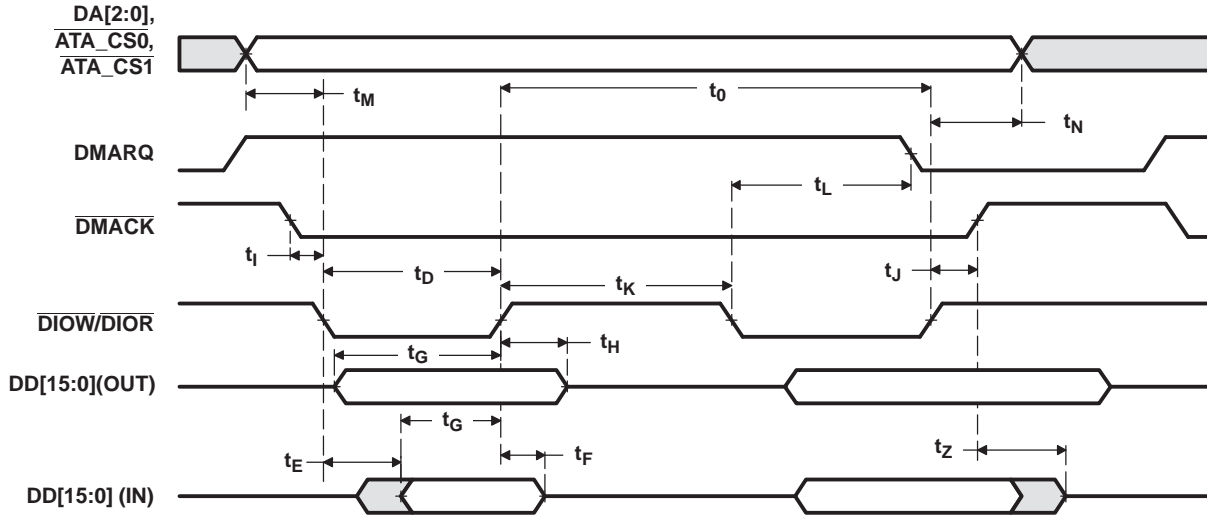 DA[2:0],
ATA_CS0,
ATA_CS1
tM
t0
tN
DMARQ
tL
DMACK
tI
tD
tK
tJ
DIOW/DIOR
tG
tH
DD[15:0](OUT)
tG
tE
tF
tZ
DD[15:0] (IN)